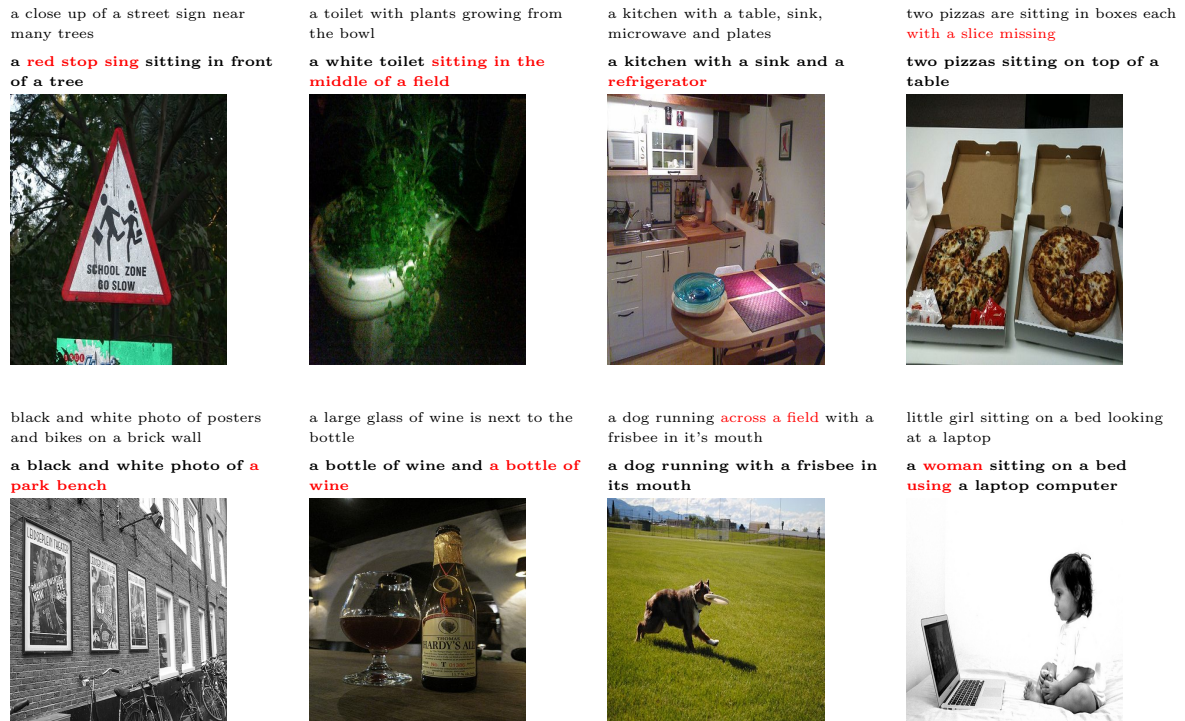 a close up of a street sign near
many trees
a red stop sing sitting in front
of a tree
SCHOOL ZONE
GO SLOW
a toilet with plants growing from
the bowl
a white toilet sitting in the
middle of a field
a kitchen with a table, sink,
microwave and plates
a kitchen with a sink and a
refrigerator
two pizzas are sitting in boxes each
with a slice missing
two pizzas sitting on top of a
table
black and white photo of posters
and bikes on a brick wall
a black and white photo of a
park bench
LEIDSEPLEIN THEATER
a large glass of wine is next to the
bottle
a bottle of wine and a bottle of
wine
THOMAS
HARDY'S ALE
a dog running across a field with a
frisbee in it's mouth
a dog running with a frisbee in
its mouth
little girl sitting on a bed looking
at a laptop
a woman sitting on a bed
using a laptop computer